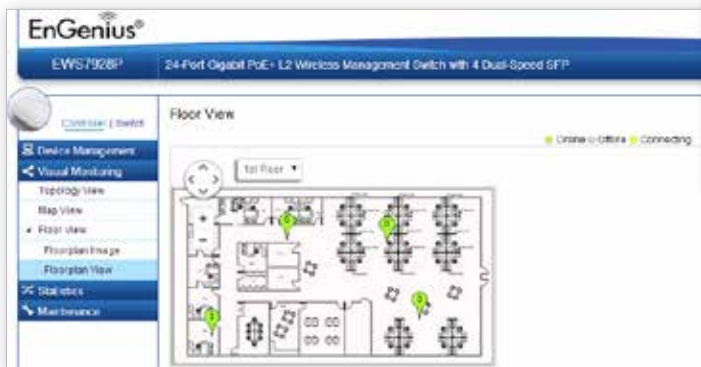 EnGenius®
EWS7928P
24-Port Gigabit PoE+ L2 Wireless Management Switch with 4 Dual-Speed SFP
Controller | Switch
Device Management
Visual Monitoring
Topology View
Map View
Floor View
Floorplan Image
Floorplan View
Statistics
Maintenance
Floor View
Online Offline Connecting
1st Floor